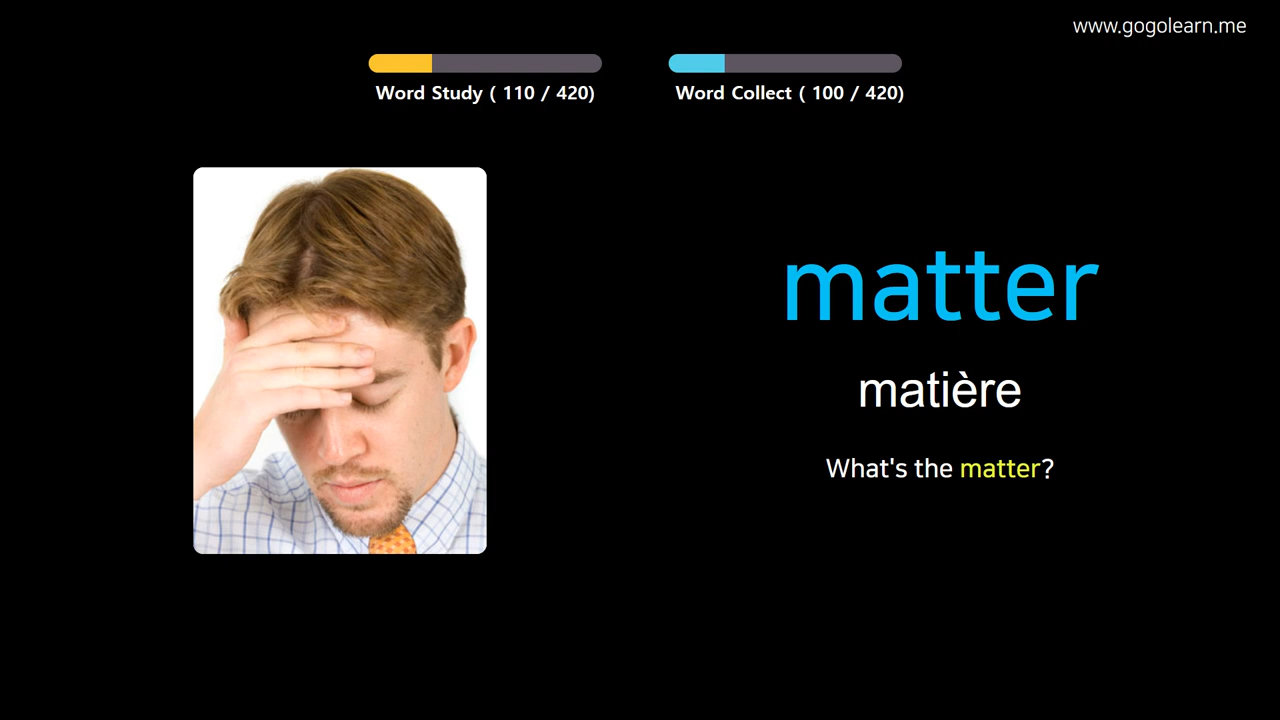 www.gogolearn.me
Word Study ( 110 / 420)
Word Collect ( 100 / 420)
matter
matière
What's the matter?